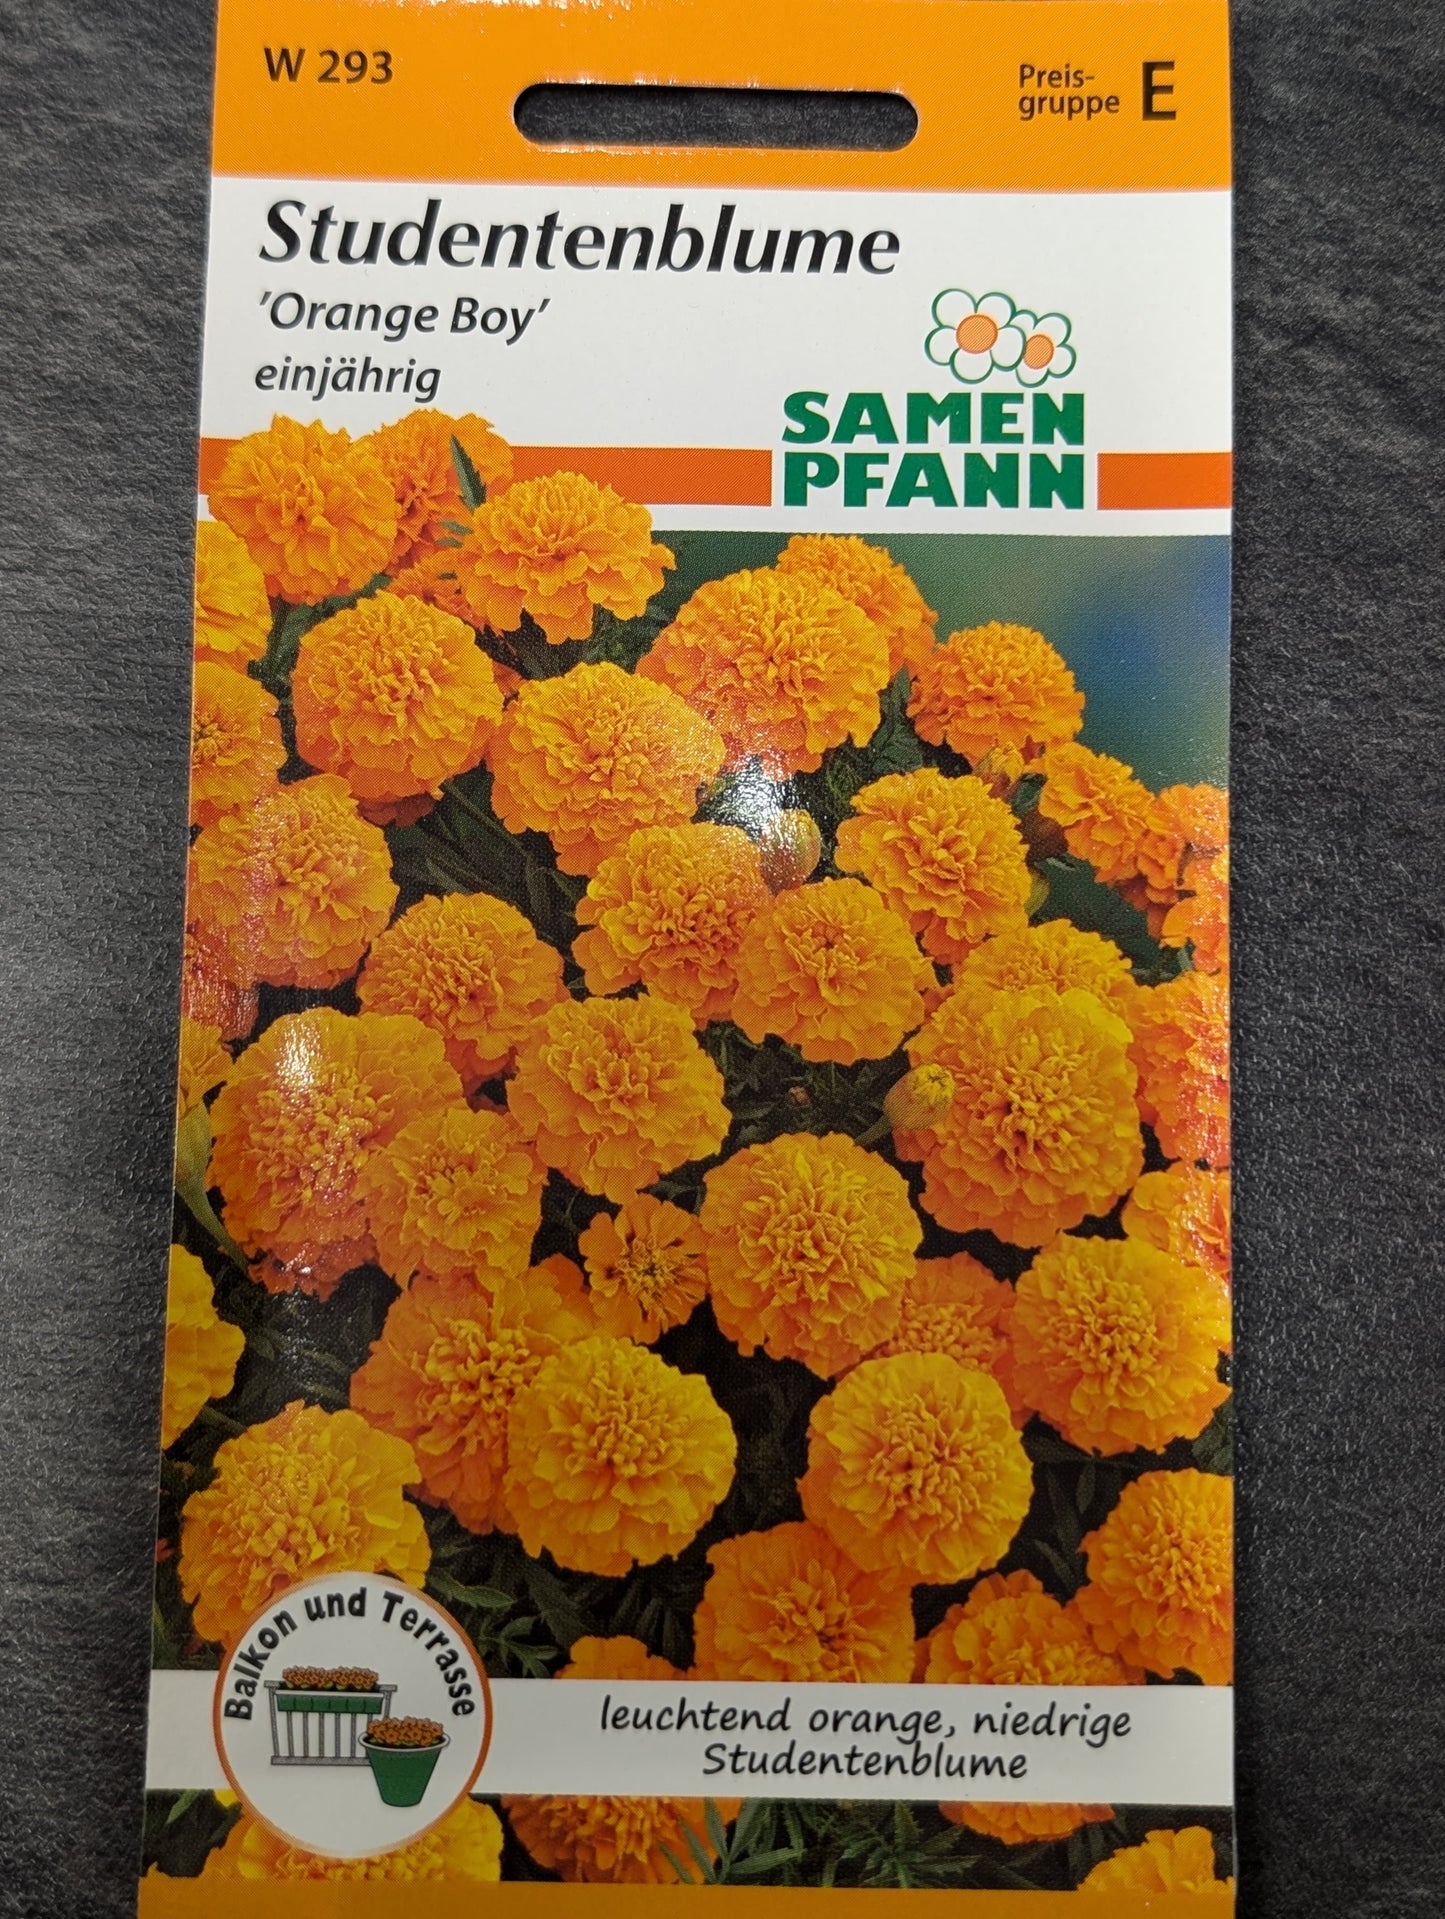 W 293
Preis-
gruppe E
Studentenblume
'Orange Boy'
einjährig
SAMEN
PFANN
Balkon und Terrasse
leuchtend orange, niedrige
Studentenblume